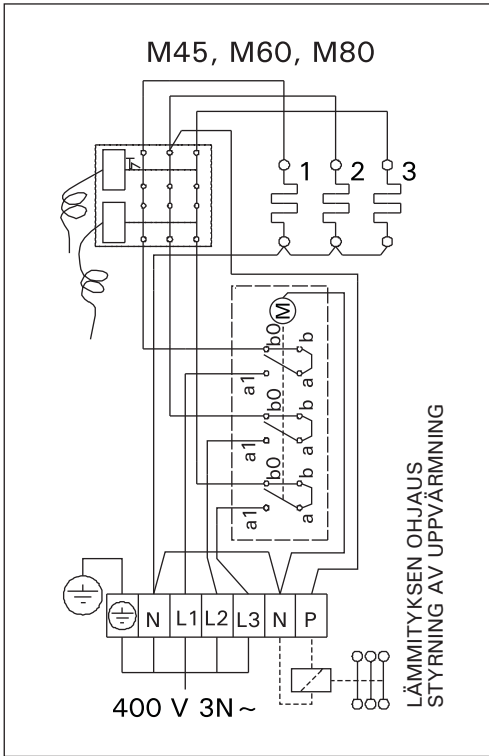 M45, M60, M80
1 2 3
M
b0 b
a1 a
b0 b
a1 a
b0 b
a1 a
LÄMMITYKSEN OHJAUS
STYRNING AV UPPVÄRMNING
N L1 L2 L3 N P
400 V 3N ~